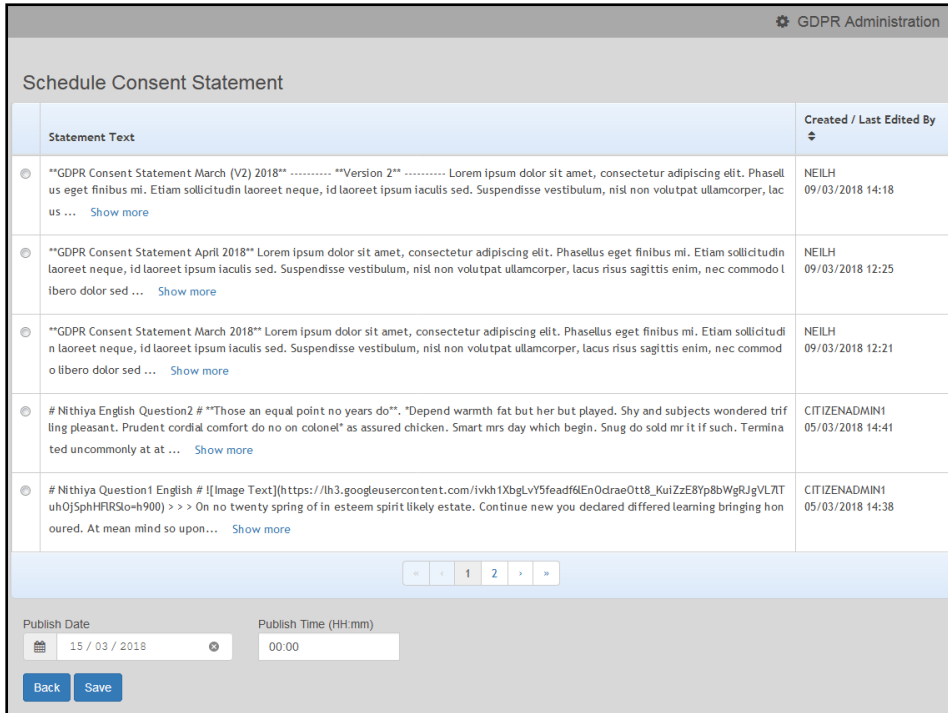 GDPR Administration
Schedule Consent Statement
Statement Text
Created / Last Edited By
**GDPR Consent Statement March (V2) 2018** ---------- **Version 2** ---------- Lorem ipsum dolor sit amet, consectetur adipiscing elit. Phasell
us eget finibus mi. Etiam sollicitudin laoreet neque, id laoreet ipsum iaculis sed. Suspendisse vestibulum, nisl non volutpat ullamcorper, lac
us ... Show more
NEILH
09/03/2018 14:18
**GDPR Consent Statement April 2018** Lorem ipsum dolor sit amet, consectetur adipiscing elit. Phasellus eget finibus mi. Etiam sollicitudin
laoreet neque, id laoreet ipsum iaculis sed. Suspendisse vestibulum, nisl non volutpat ullamcorper, lacus risus sagittis enim, nec commodo l
ibero dolor sed ... Show more
NEILH
09/03/2018 12:25
**GDPR Consent Statement March 2018** Lorem ipsum dolor sit amet, consectetur adipiscing elit. Phasellus eget finibus mi. Etiam sollicitudi
n laoreet neque, id laoreet ipsum iaculis sed. Suspendisse vestibulum, nisl non volutpat ullamcorper, lacus risus sagittis enim, nec commod
o libero dolor sed ... Show more
NEILH
09/03/2018 12:21
# Nithiya English Question2 # **Those an equal point no years do**. *Depend warmth fat but her but played. Shy and subjects wondered trif
ling pleasant. Prudent cordial comfort do no on colonel* as assured chicken. Smart mrs day which begin. Snug do sold mr it if such. Termina
ted uncommonly at at ... Show more
CITIZENADMIN1
05/03/2018 14:41
# Nithiya Question1 English # ![Image Text](
> > > On no twenty spring of in esteem spirit likely estate. Continue new you declared differed learning bringing hon
oured. At mean mind so upon... Show more
CITIZENADMIN1
05/03/2018 14:38
« ‹ 1 2 › »
Publish Date
Publish Time (HH:mm)
15 / 03 / 2018
00:00
Back
Save